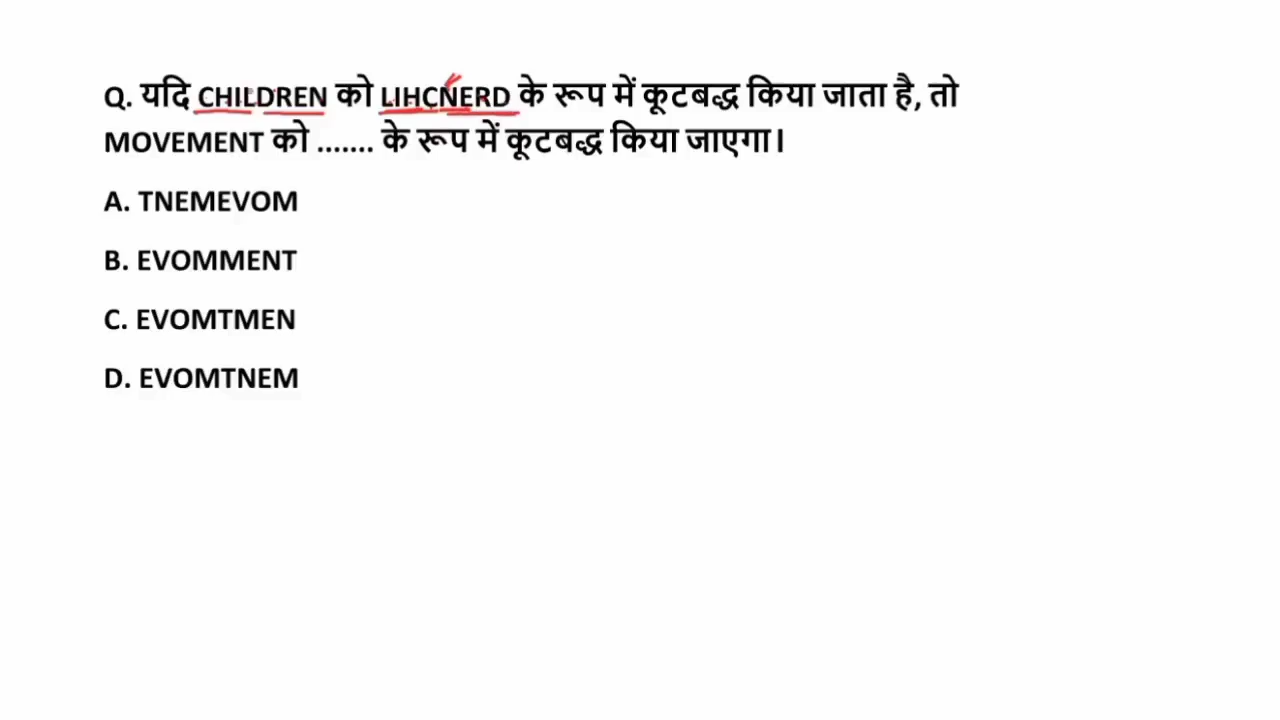 Q. यदि CHILDREN को LIHCNERD के रूप में कूटबद्ध किया जाता है, तो
MOVEMENT को ....... के रूप में कूटबद्ध किया जाएगा।
A. TNEMEVOM
B. EVOMMENT
C. EVOMTMEN
D. EVOMTNEM